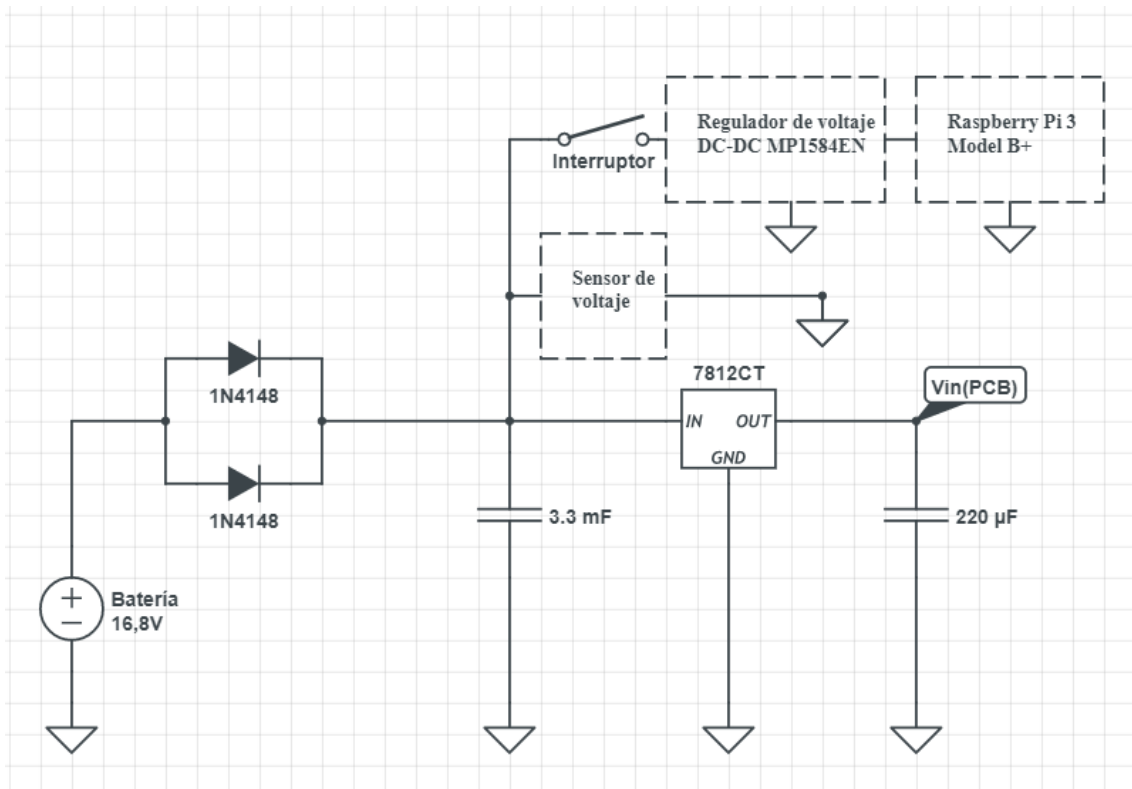 Regulador de voltaje
DC-DC MP1584EN
Raspberry Pi 3
Model B+
Interruptor
Sensor de
voltaje
1N4148
7812CT
IN
OUT
GND
Vin(PCB)
1N4148
3.3 mF
220 µF
+
−
Batería
16,8V